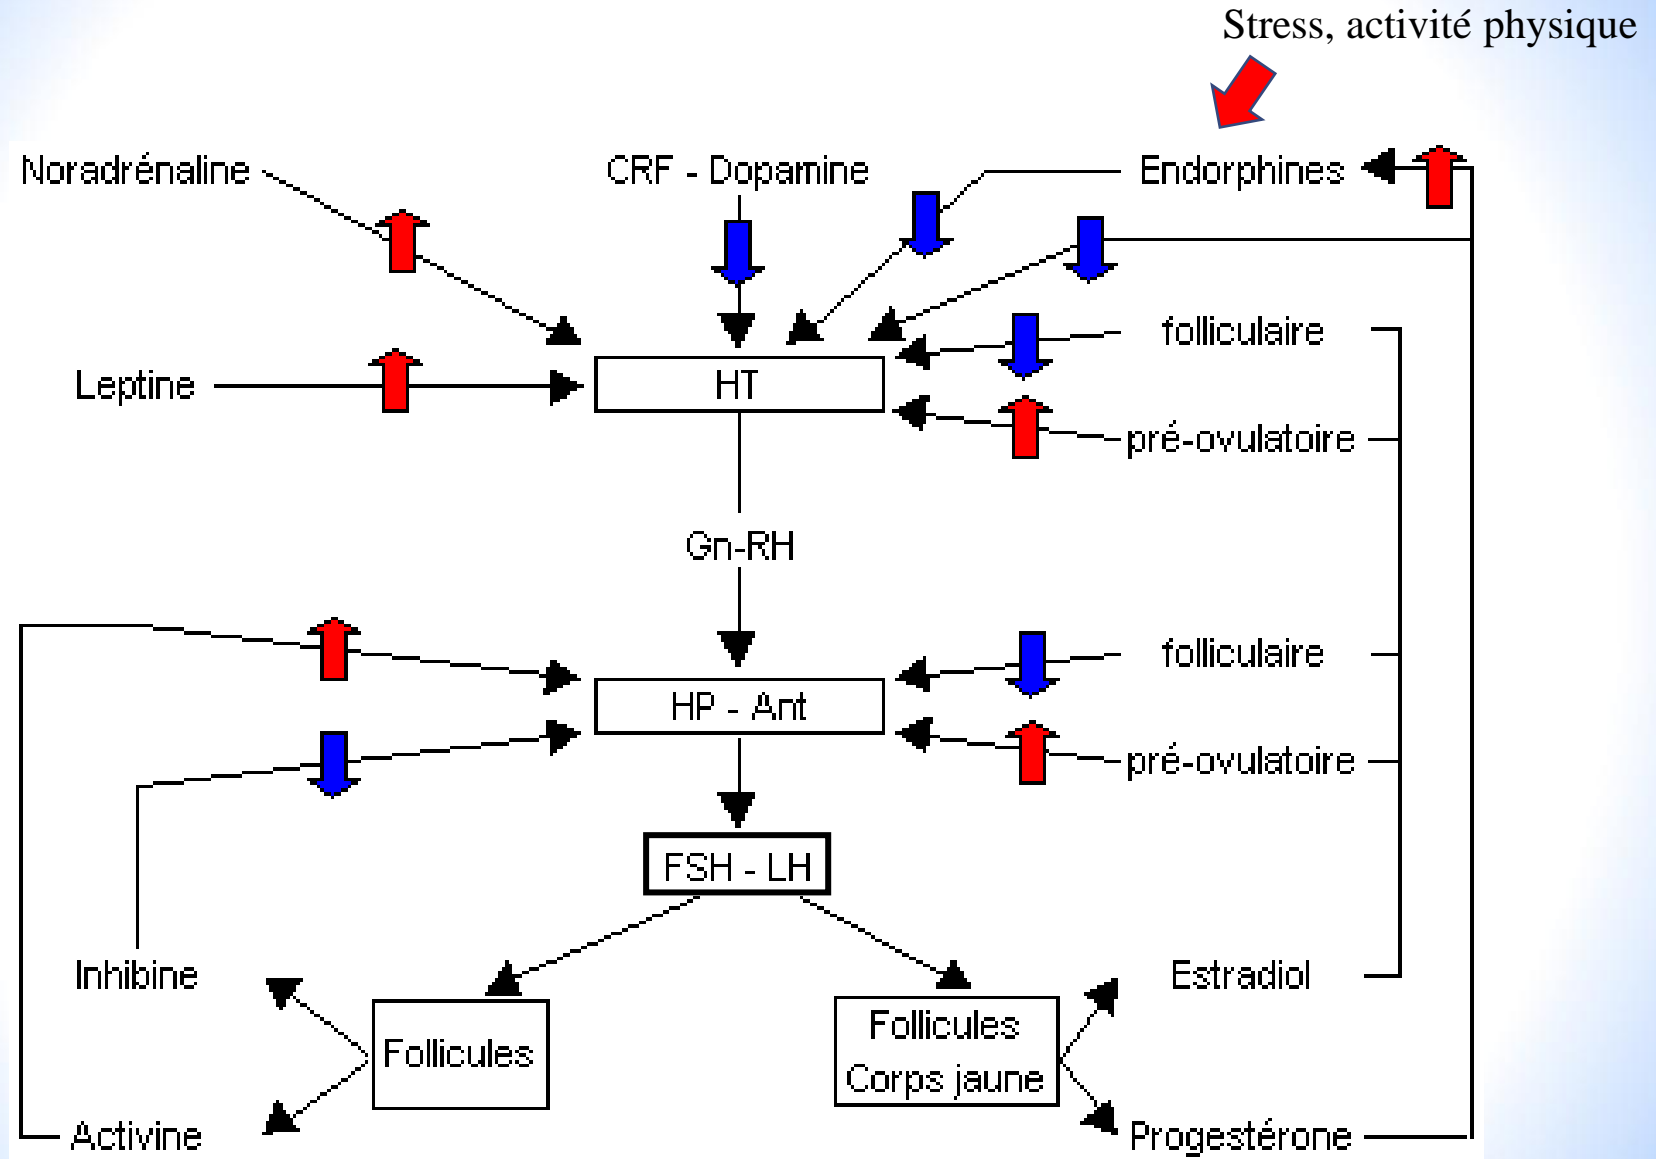 Stress, activité physique
Noradrénaline
CRF - Dopamine
Endorphines
folliculaire
Leptine
HT
pré-ovulatoire
Gn-RH
folliculaire
HP - Ant
pré-ovulatoire
FSH - LH
Inhibine
Estradiol
Follicules
Follicules
Corps jaune
Activine
Progestérone